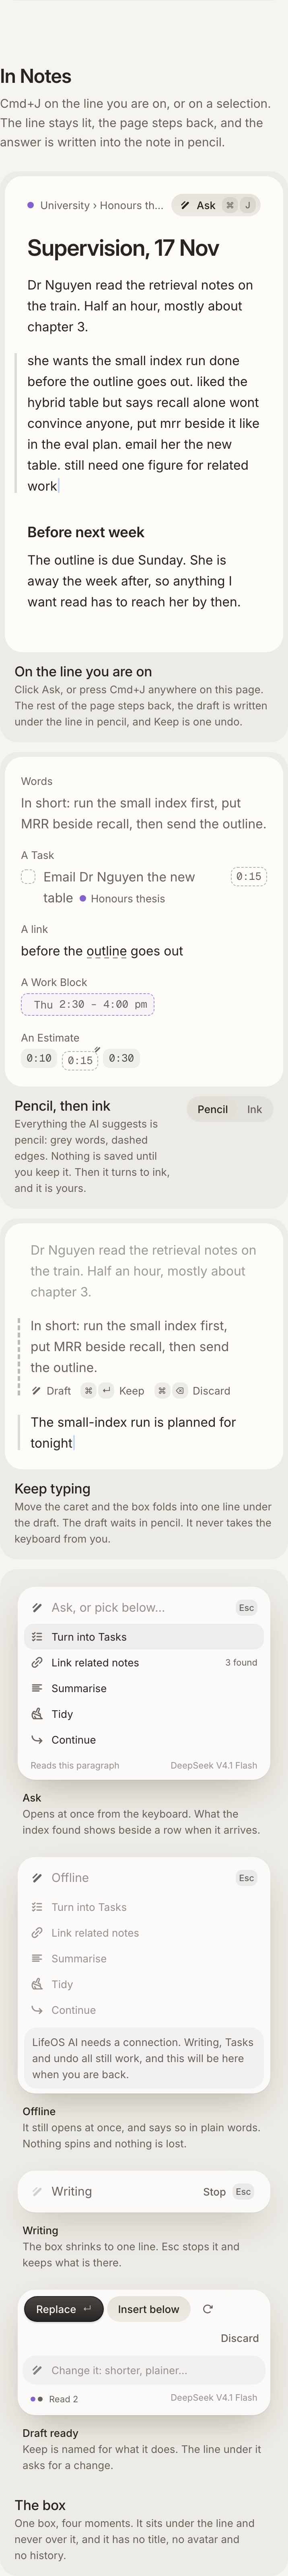 In Notes
Cmd+J on the line you are on, or on a selection.
The line stays lit, the page steps back, and the
answer is written into the note in pencil.
University › Honours th...
Ask ⌘ J
Supervision, 17 Nov
Dr Nguyen read the retrieval notes on
the train. Half an hour, mostly about
chapter 3.
she wants the small index run done
before the outline goes out. liked the
hybrid table but says recall alone wont
convince anyone, put mrr beside it like
in the eval plan. email her the new
table. still need one figure for related
work
Before next week
The outline is due Sunday. She is
away the week after, so anything I
want read has to reach her by then.
On the line you are on
Click Ask, or press Cmd+J anywhere on this page.
The rest of the page steps back, the draft is written
under the line in pencil, and Keep is one undo.
Words
In short: run the small index first, put
MRR beside recall, then send the outline.
A Task
Email Dr Nguyen the new 0:15
table Honours thesis
A link
before the outline goes out
A Work Block
Thu 2:30 – 4:00 pm
An Estimate
0:10 0:15 0:30
Pencil, then ink
Pencil Ink
Everything the AI suggests is
pencil: grey words, dashed
edges. Nothing is saved until
you keep it. Then it turns to ink,
and it is yours.
Dr Nguyen read the retrieval notes on
the train. Half an hour, mostly about
chapter 3.
In short: run the small index first,
put MRR beside recall, then send
the outline.
Draft ⌘ ↵ Keep ⌘ ⌫ Discard
The small-index run is planned for
tonight
Keep typing
Move the caret and the box folds into one line under
the line. The draft waits in pencil. It never takes the
keyboard from you.
Ask, or pick below... Esc
Turn into Tasks
Link related notes 3 found
Summarise
Tidy
Continue
Reads this paragraph DeepSeek V4.1 Flash
Ask
Opens at once from the keyboard. What the
index found shows beside a row when it arrives.
Offline Esc
Turn into Tasks
Link related notes
Summarise
Tidy
Continue
LifeOS AI needs a connection. Writing, Tasks
and undo all still work, and this will be here
when you are back.
Offline
It still opens at once, and says so in plain words.
Nothing spins and nothing is lost.
Writing Stop Esc
Writing
The box shrinks to one line. Esc stops it and
keeps what is there.
Replace ↵ Insert below
Discard
Change it: shorter, plainer...
Read 2 DeepSeek V4.1 Flash
Draft ready
Keep is named for what it does. The line under it
asks for a change.
The box
One box, four moments. It sits under the line and
never over it, and it has no title, no avatar and
no history.